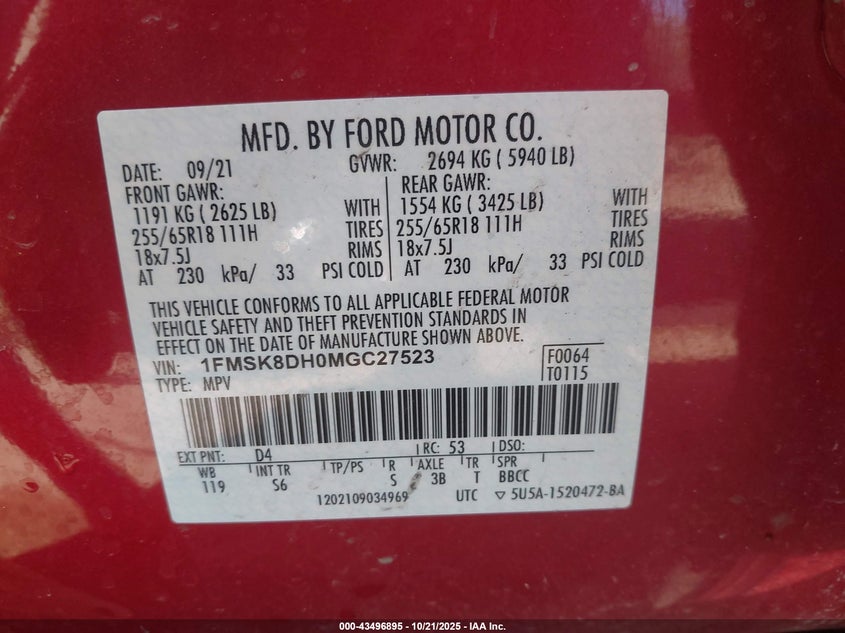 MFD. BY FORD MOTOR CO.
DATE: 09/21 GVWR: 2694 KG ( 5940 LB)
FRONT GAWR: REAR GAWR:
1191 KG ( 2625 LB) WITH 1554 KG ( 3425 LB) WITH
255/65R18 111H TIRES 255/65R18 111H TIRES
18x7.5J RIMS 18x7.5J RIMS
AT 230 kPa/ 33 PSI COLD AT 230 kPa/ 33 PSI COLD
THIS VEHICLE CONFORMS TO ALL APPLICABLE FEDERAL MOTOR
VEHICLE SAFETY AND THEFT PREVENTION STANDARDS IN
EFFECT ON THE DATE OF MANUFACTURE SHOWN ABOVE.
VIN: 1FMSK8DH0MGC27523 F0064
TYPE: MPV T0115
EXT PNT: D4 RC: 53 DSO:
WB INT TR TP/PS R AXLE TR SPR
119 S6 S 3B T BBCC
1202109034969 UTC ▽ 5U5A-1520472-BA
000-43496895 - 10/21/2025 - IAA Inc.